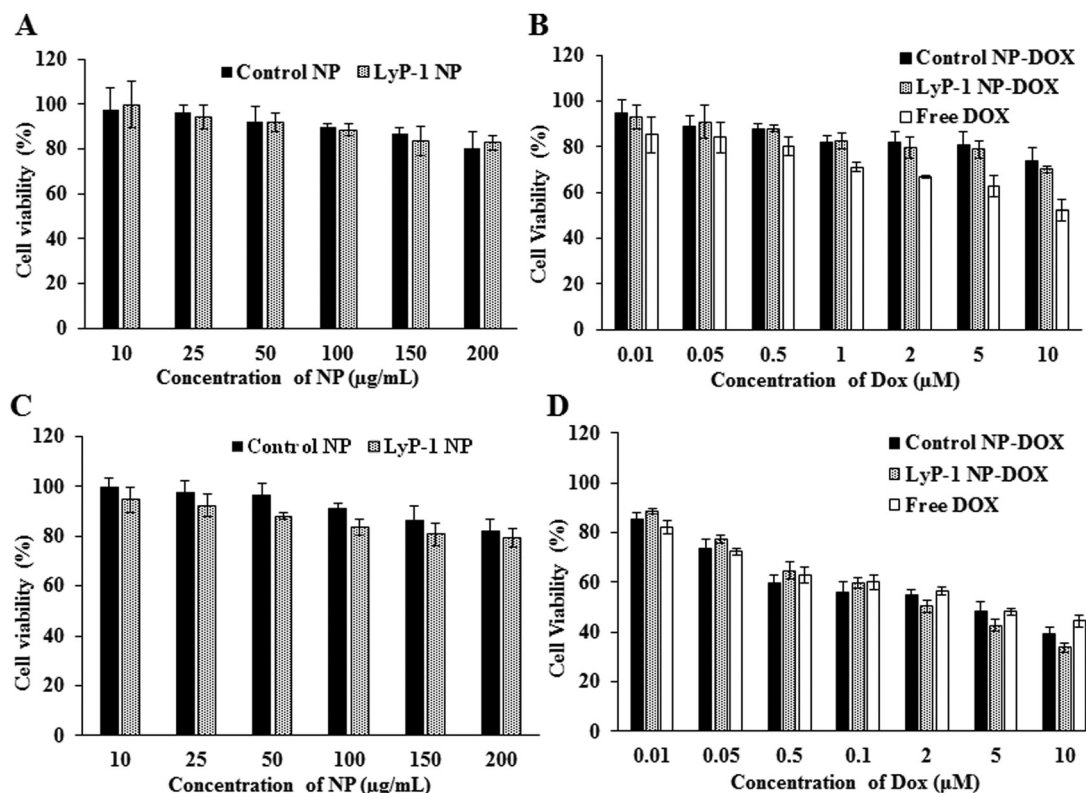 A
Cell viability (%)
120
100
80
60
40
20
0
Control NP LyP-1 NP
10 25 50 100 150 200
Concentration of NP (µg/mL)
B
Cell Viability (%)
120
100
80
60
40
20
0
Control NP-DOX
LyP-1 NP-DOX
Free DOX
0.01 0.05 0.5 1 2 5 10
Concentration of Dox (µM)
C
Cell viability (%)
120
100
80
60
40
20
0
Control NP LyP-1 NP
10 25 50 100 150 200
Concentration of NP (µg/mL)
D
Cell Viability (%)
120
100
80
60
40
20
0
Control NP-DOX
LyP-1 NP-DOX
Free DOX
0.01 0.05 0.5 0.1 2 5 10
Concentration of Dox (µM)